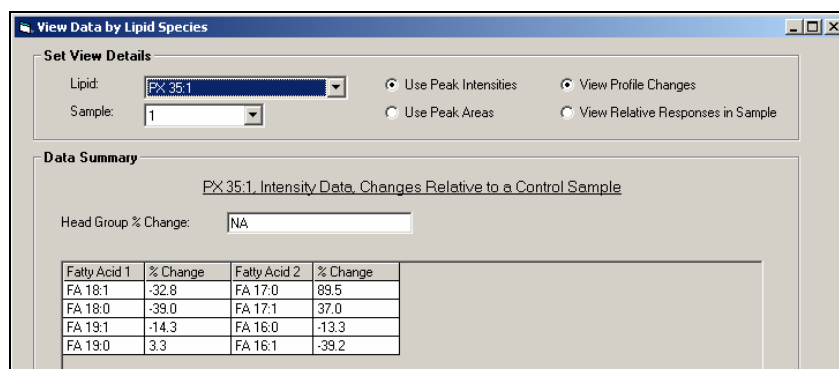 View Data by Lipid Species
Set View Details
Lipid: PX 35:1 Use Peak Intensities View Profile Changes
Sample: 1 Use Peak Areas View Relative Responses in Sample
Data Summary
PX 35:1, Intensity Data, Changes Relative to a Control Sample
Head Group % Change: NA
Fatty Acid 1 % Change Fatty Acid 2 % Change
FA 18:1 -32.8 FA 17:0 89.5
FA 18:0 -39.0 FA 17:1 37.0
FA 19:1 -14.3 FA 16:0 -13.3
FA 19:0 3.3 FA 16:1 -39.2